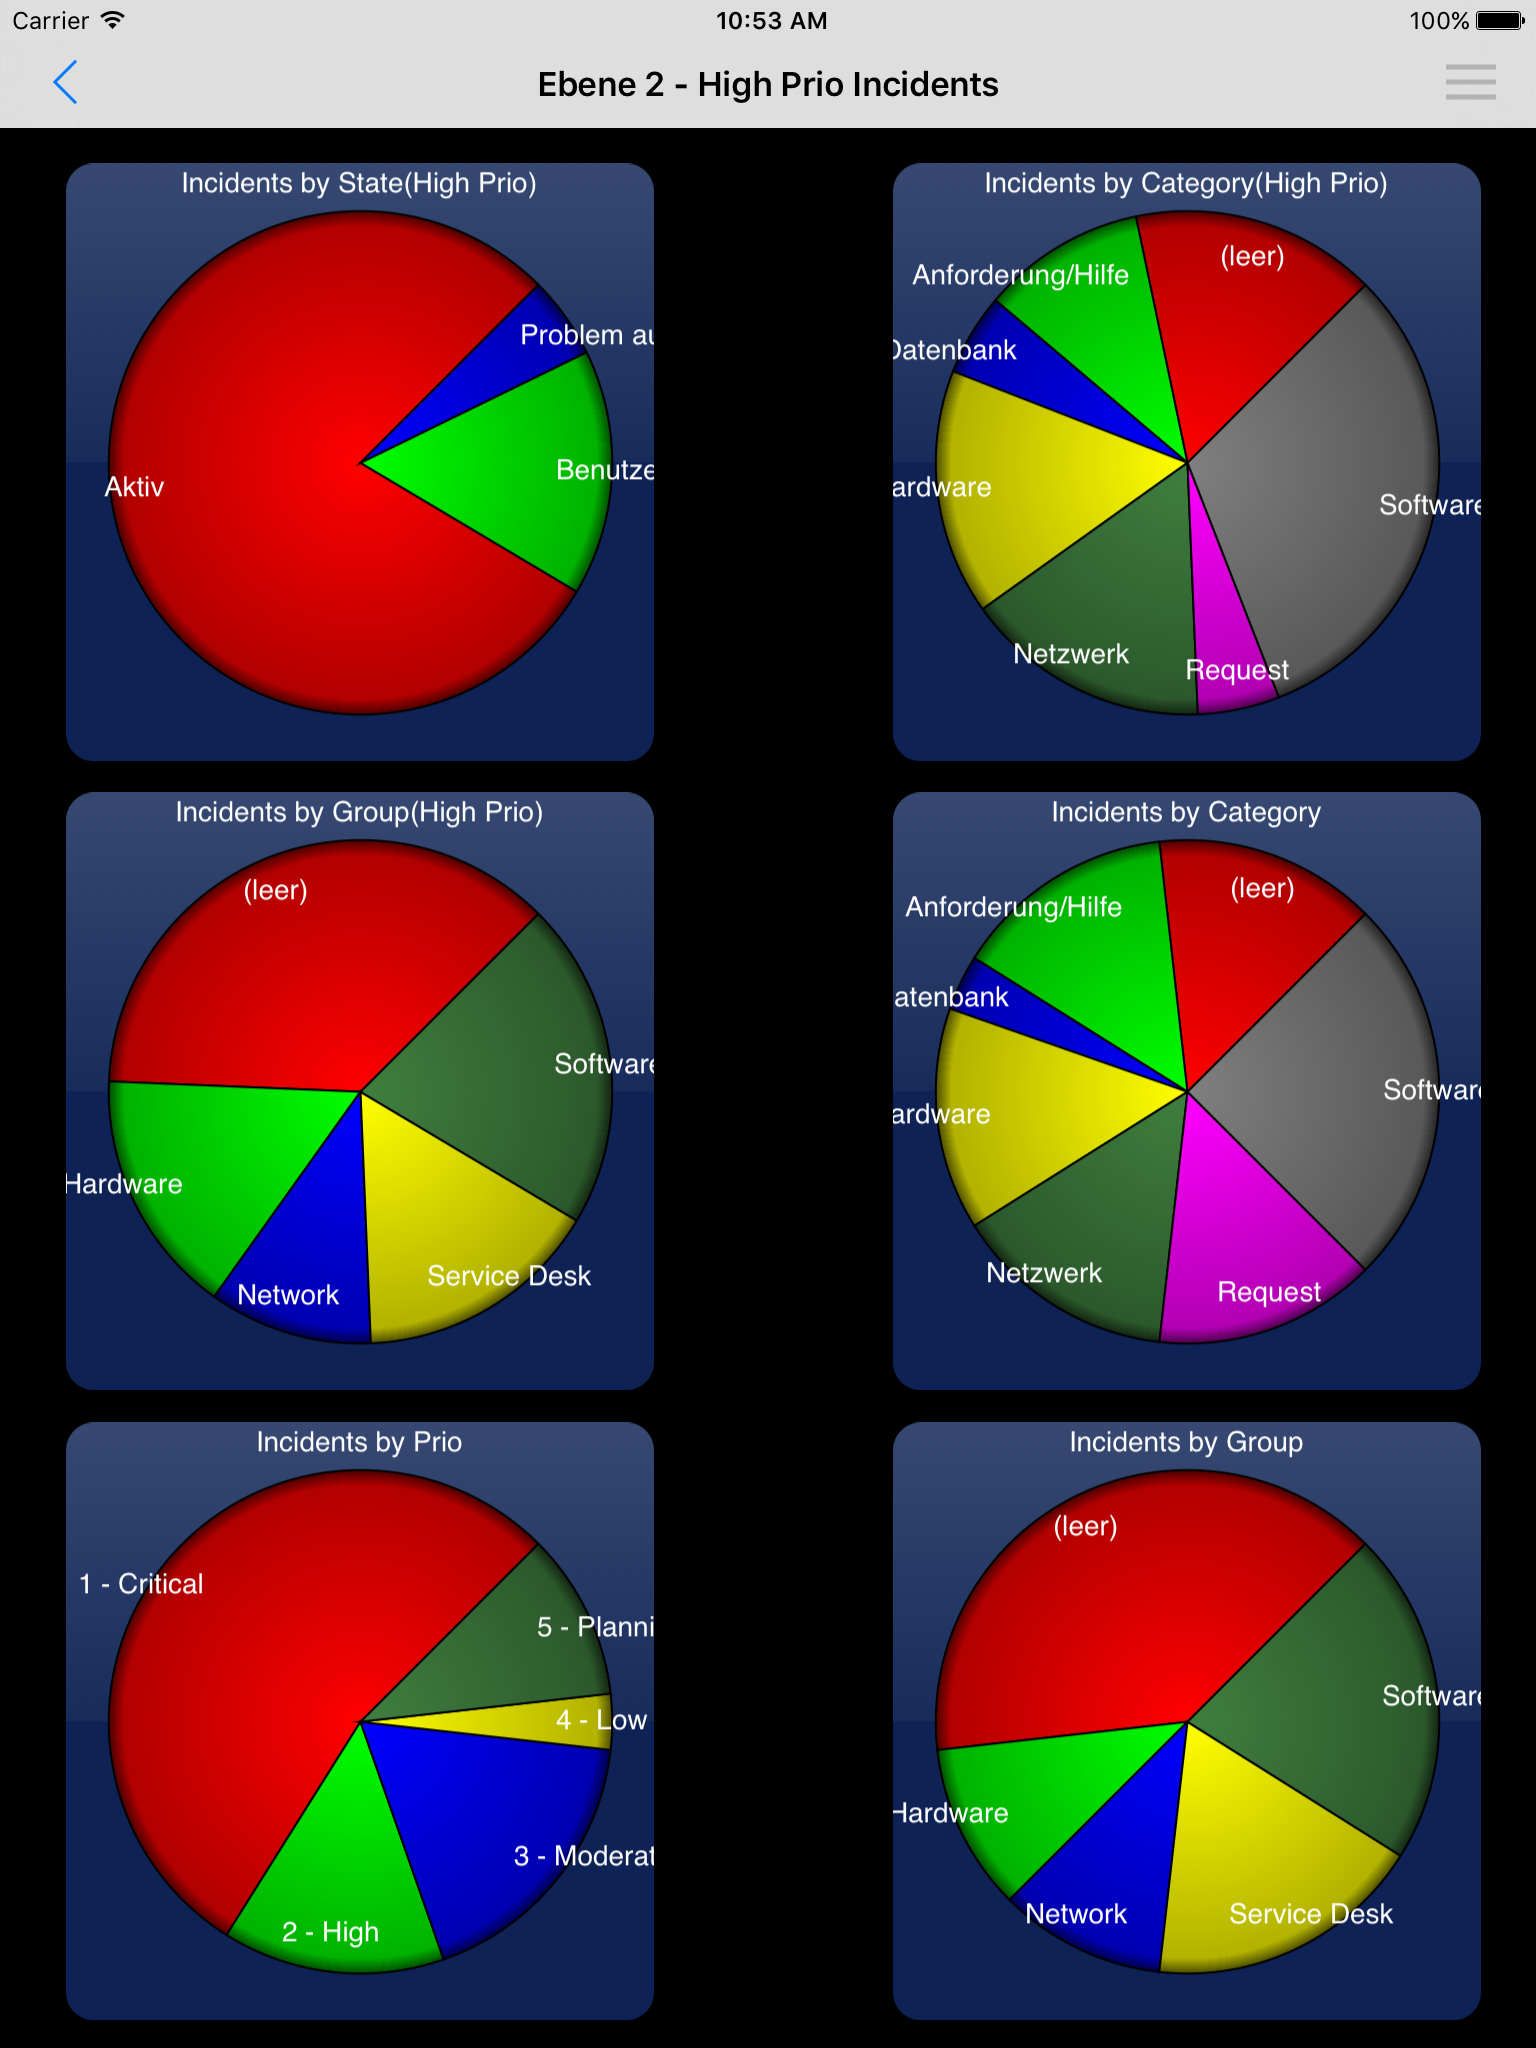 Carrier 10:53 AM 100%
Ebene 2 - High Prio Incidents
Incidents by State(High Prio)
Problem au
Benutze
Aktiv
Incidents by Category(High Prio)
(leer)
Anforderung/Hilfe
Datenbank
ardware
Software
Netzwerk
Request
Incidents by Group(High Prio)
(leer)
Software
Hardware
Service Desk
Network
Incidents by Category
(leer)
Anforderung/Hilfe
atenbank
Software
ardware
Netzwerk
Request
Incidents by Prio
1 - Critical
5 - Planni
4 - Low
3 - Moderat
2 - High
Incidents by Group
(leer)
Software
Hardware
Network
Service Desk